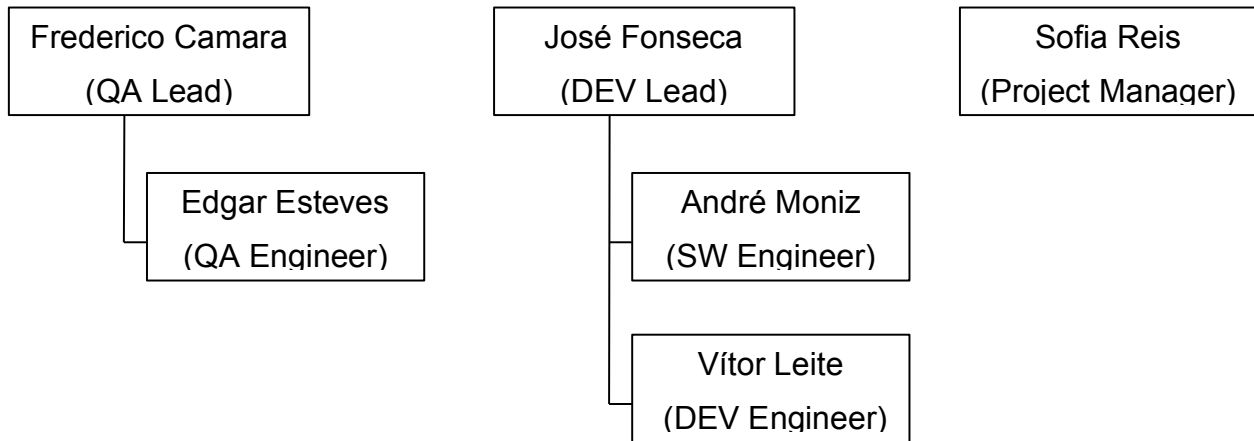 Frederico Camara
(QA Lead)
José Fonseca
(DEV Lead)
Sofia Reis
(Project Manager)
Edgar Esteves
(QA Engineer)
André Moniz
(SW Engineer)
Vítor Leite
(DEV Engineer)